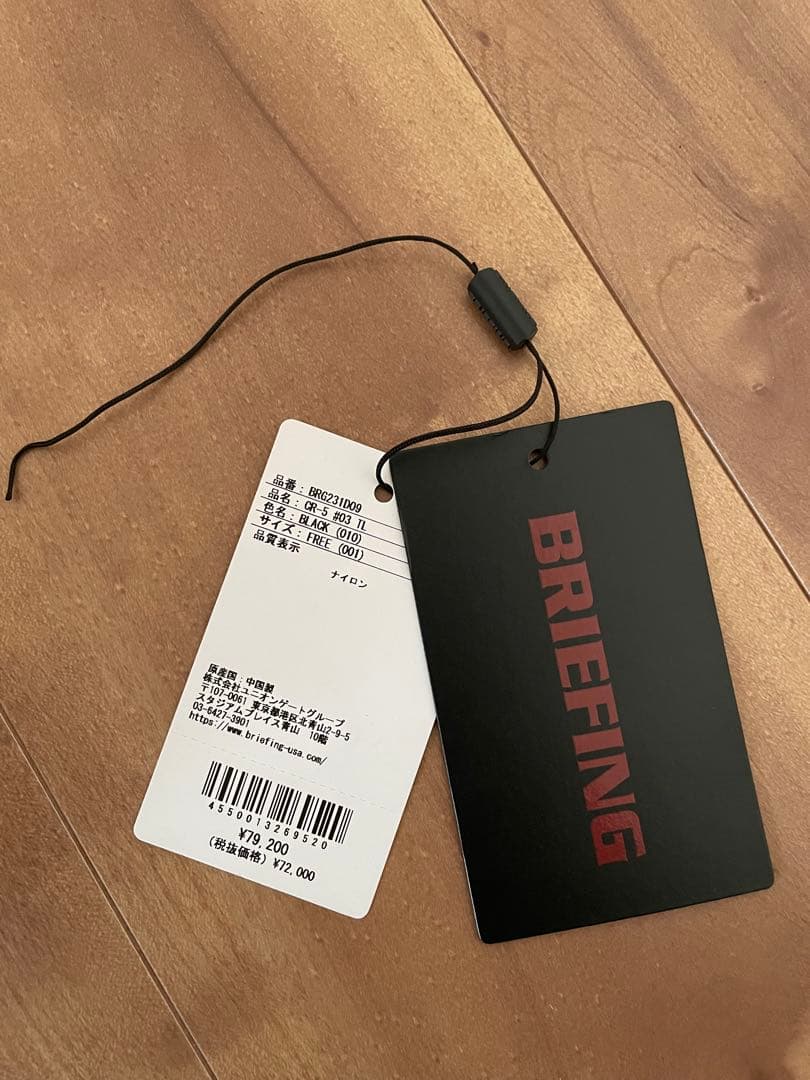 品番：BRG231D09
品名：CR-5 #03 TL
色名：BLACK (010)
サイズ：FREE (001)
品質表示
ナイロン
原産国：中国製
株式会社ユニオンゲートグループ
〒107-0061 東京都港区北青山2-9-5
スタジアムプレイス青山 10階
03-6427-3901
https://www.briefing-usa.com/
4550013269520
¥79,200
(税抜価格) ¥72,000
BRIEFING